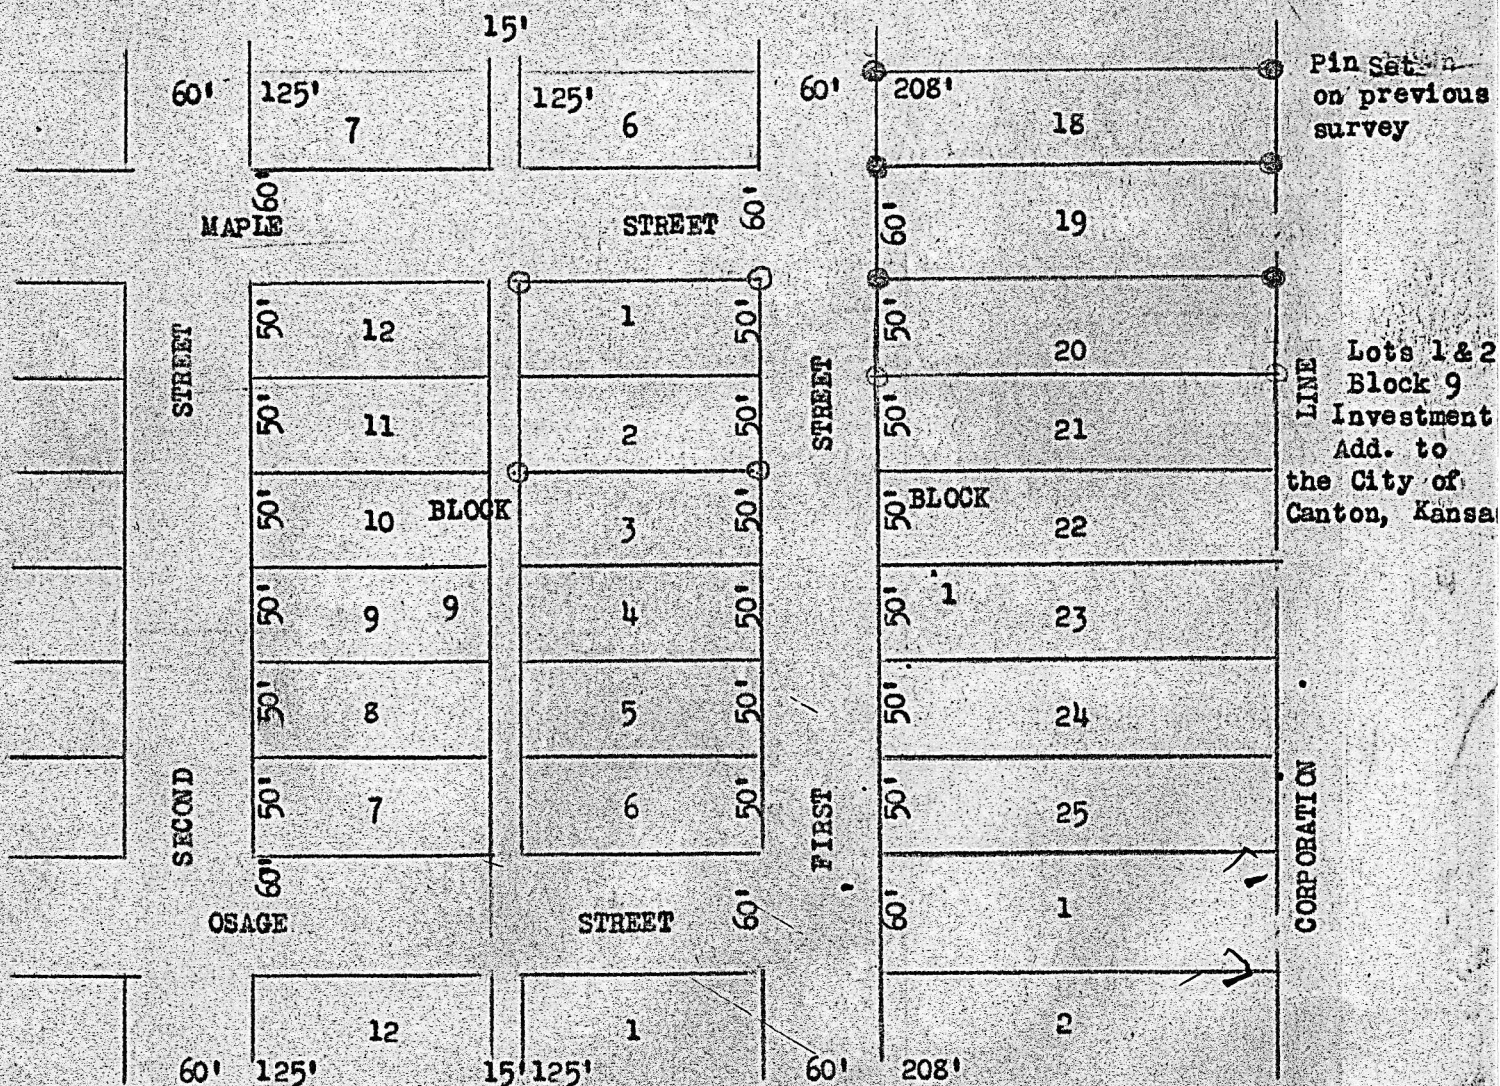 15'
60' 125' 125' 60' 208'
7 6 18
Pin Set
on previous
survey
60' 60' 60'
MAPLE STREET 19
50' 12 1 50' 50' 20
STREET STREET LINE
Lots 1 & 2
Block 9
Investment
Add. to
the City of
Canton, Kansa
50' 11 2 50' 50' 21
50' 10 BLOCK 3 50' 50' BLOCK 22
50' 9 9 4 50' 50' 1 23
50' 8 5 50' 50' 24
50' 7 6 50' 50' 25
SECOND FIRST CORPORATION
60' 60' 60' 1
OSAGE STREET
12 1 2
60' 125' 15' 125' 60' 208'